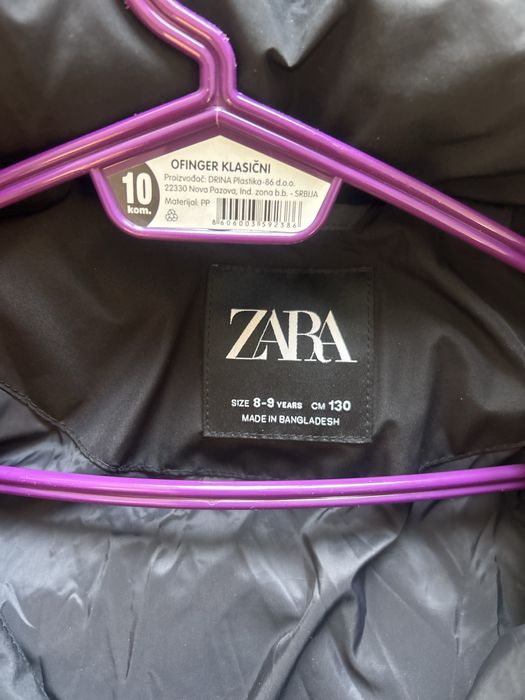 OFINGER KLASIČNI
Proizvođač: DRINA Plastika-86 d.o.o.
22330 Nova Pazova, Ind. zona b.b. - SRBIJA
Materijal: PP
10
kom.
8606003592386
ZARA
SIZE 8-9 YEARS CM 130
MADE IN BANGLADESH